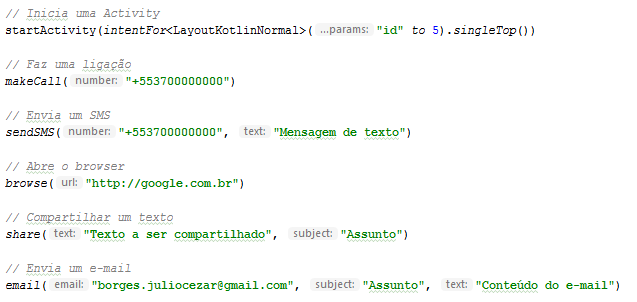 // Inicia uma Activity
startActivity(intentFor<LayoutKotlinNormal>( ...params: "id" to 5).singleTop())
// Faz uma ligação
makeCall( number: "+553700000000")
// Envia um SMS
sendSMS( number: "+553700000000", text: "Mensagem de texto")
// Abre o browser
browse( url: "http://google.com.br")
// Compartilhar um texto
share( text: "Texto a ser compartilhado", subject: "Assunto")
// Envia um e-mail
email( email: "borges.juliocezar@gmail.com", subject: "Assunto", text: "Conteúdo do e-mail")